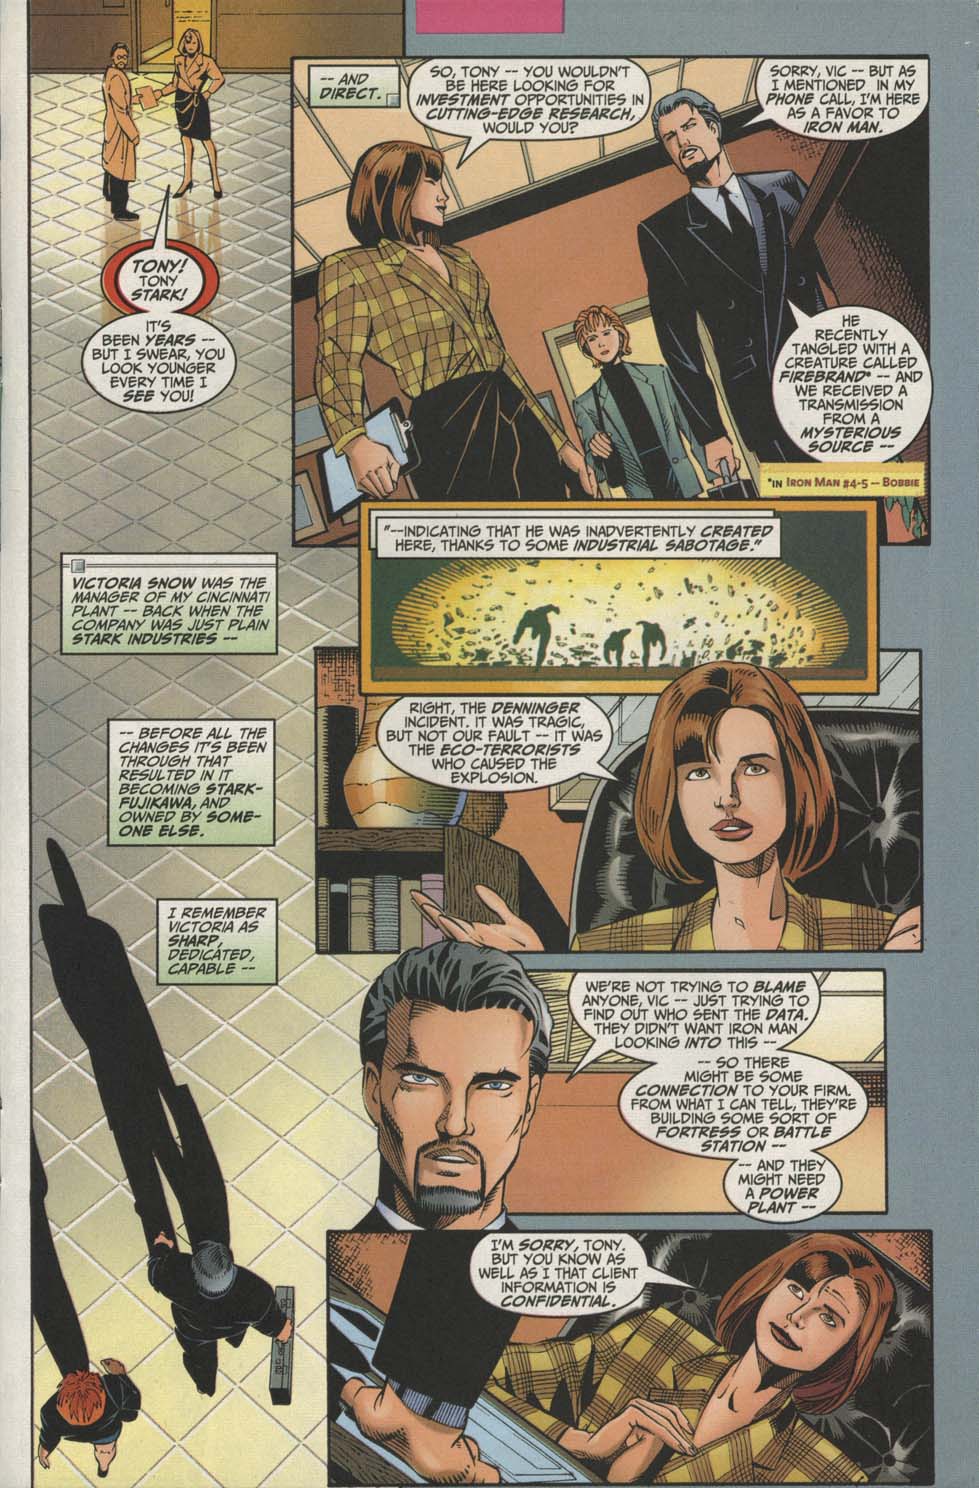 TONY!
TONY
STARK!
IT'S
BEEN YEARS --
BUT I SWEAR, YOU
LOOK YOUNGER
EVERY TIME I
SEE YOU!
-- AND
DIRECT.
SO, TONY -- YOU WOULDN'T
BE HERE LOOKING FOR
INVESTMENT OPPORTUNITIES IN
CUTTING-EDGE RESEARCH,
WOULD YOU?
SORRY, VIC -- BUT AS
I MENTIONED IN MY
PHONE CALL, I'M HERE
AS A FAVOR TO
IRON MAN.
HE
RECENTLY
TANGLED WITH A
CREATURE CALLED
FIREBRAND* -- AND
WE RECEIVED A
TRANSMISSION
FROM A
MYSTERIOUS
SOURCE --
*IN IRON MAN #4-5 -- BOBBIE
"--INDICATING THAT HE WAS INADVERTENTLY CREATED
HERE, THANKS TO SOME INDUSTRIAL SABOTAGE."
VICTORIA SNOW WAS THE
MANAGER OF MY CINCINNATI
PLANT -- BACK WHEN THE
COMPANY WAS JUST PLAIN
STARK INDUSTRIES --
RIGHT, THE DENNINGER
INCIDENT. IT WAS TRAGIC,
BUT NOT OUR FAULT -- IT WAS
THE ECO-TERRORISTS
WHO CAUSED THE
EXPLOSION.
-- BEFORE ALL THE
CHANGES IT'S BEEN
THROUGH THAT
RESULTED IN IT
BECOMING STARK-
FUJIKAWA, AND
OWNED BY SOME-
ONE ELSE.
I REMEMBER
VICTORIA AS
SHARP,
DEDICATED,
CAPABLE --
WE'RE NOT TRYING TO BLAME
ANYONE, VIC -- JUST TRYING TO
FIND OUT WHO SENT THE DATA.
THEY DIDN'T WANT IRON MAN
LOOKING INTO THIS --
-- SO THERE
MIGHT BE SOME
CONNECTION TO YOUR FIRM.
FROM WHAT I CAN TELL, THEY'RE
BUILDING SOME SORT OF
FORTRESS OR BATTLE
STATION --
-- AND THEY
MIGHT NEED
A POWER
PLANT --
I'M SORRY, TONY.
BUT YOU KNOW AS
WELL AS I THAT CLIENT
INFORMATION IS
CONFIDENTIAL.